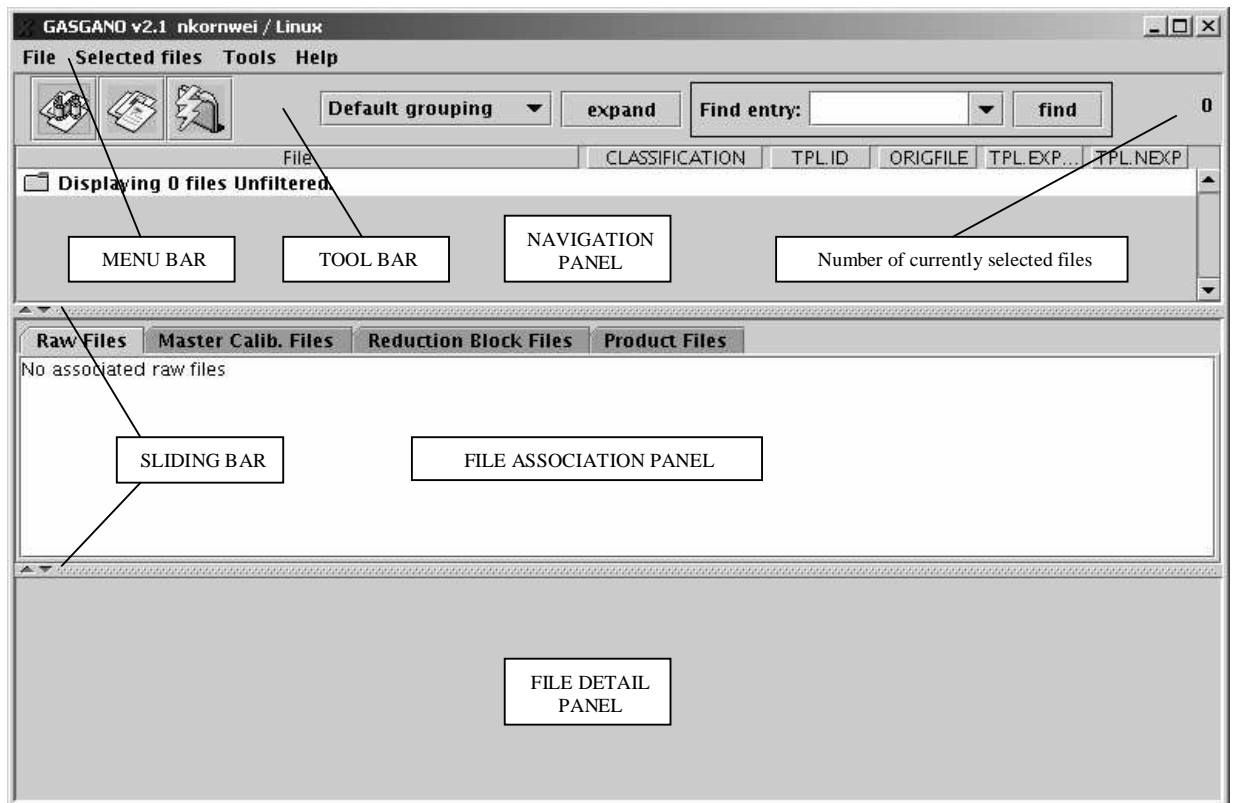 GASGANO v2.1 nkornwei / Linux
File Selected files Tools Help
Default grouping expand Find entry: find 0
File CLASSIFICATION TPL.ID ORIGFILE TPL.EXP... TPL.NEXP
Displaying 0 files Unfiltered.
MENU BAR
TOOL BAR
NAVIGATION
PANEL
Number of currently selected files
Raw Files Master Calib. Files Reduction Block Files Product Files
No associated raw files
SLIDING BAR
FILE ASSOCIATION PANEL
FILE DETAIL
PANEL